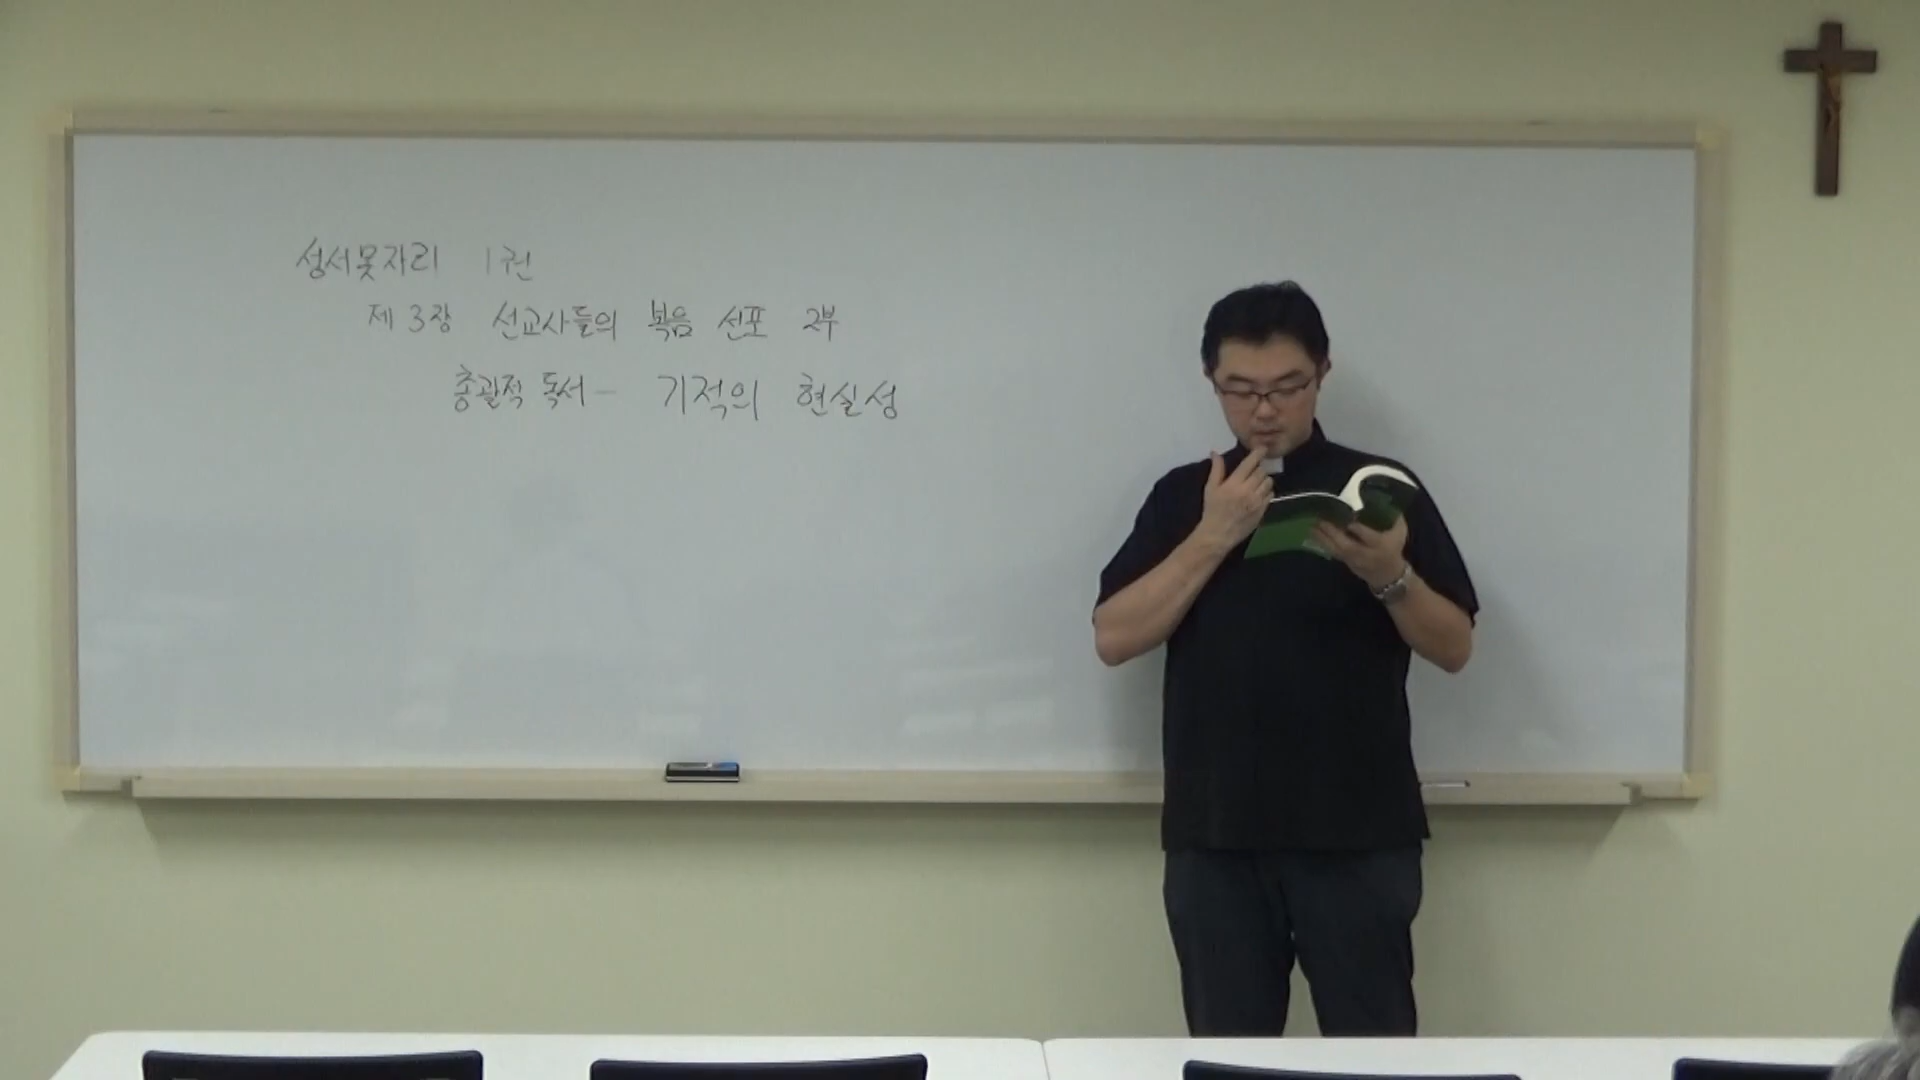 성서못자리 1권
제 3장 선교사들의 복음 선포 2부
총괄적 독서 - 기적의 현실성